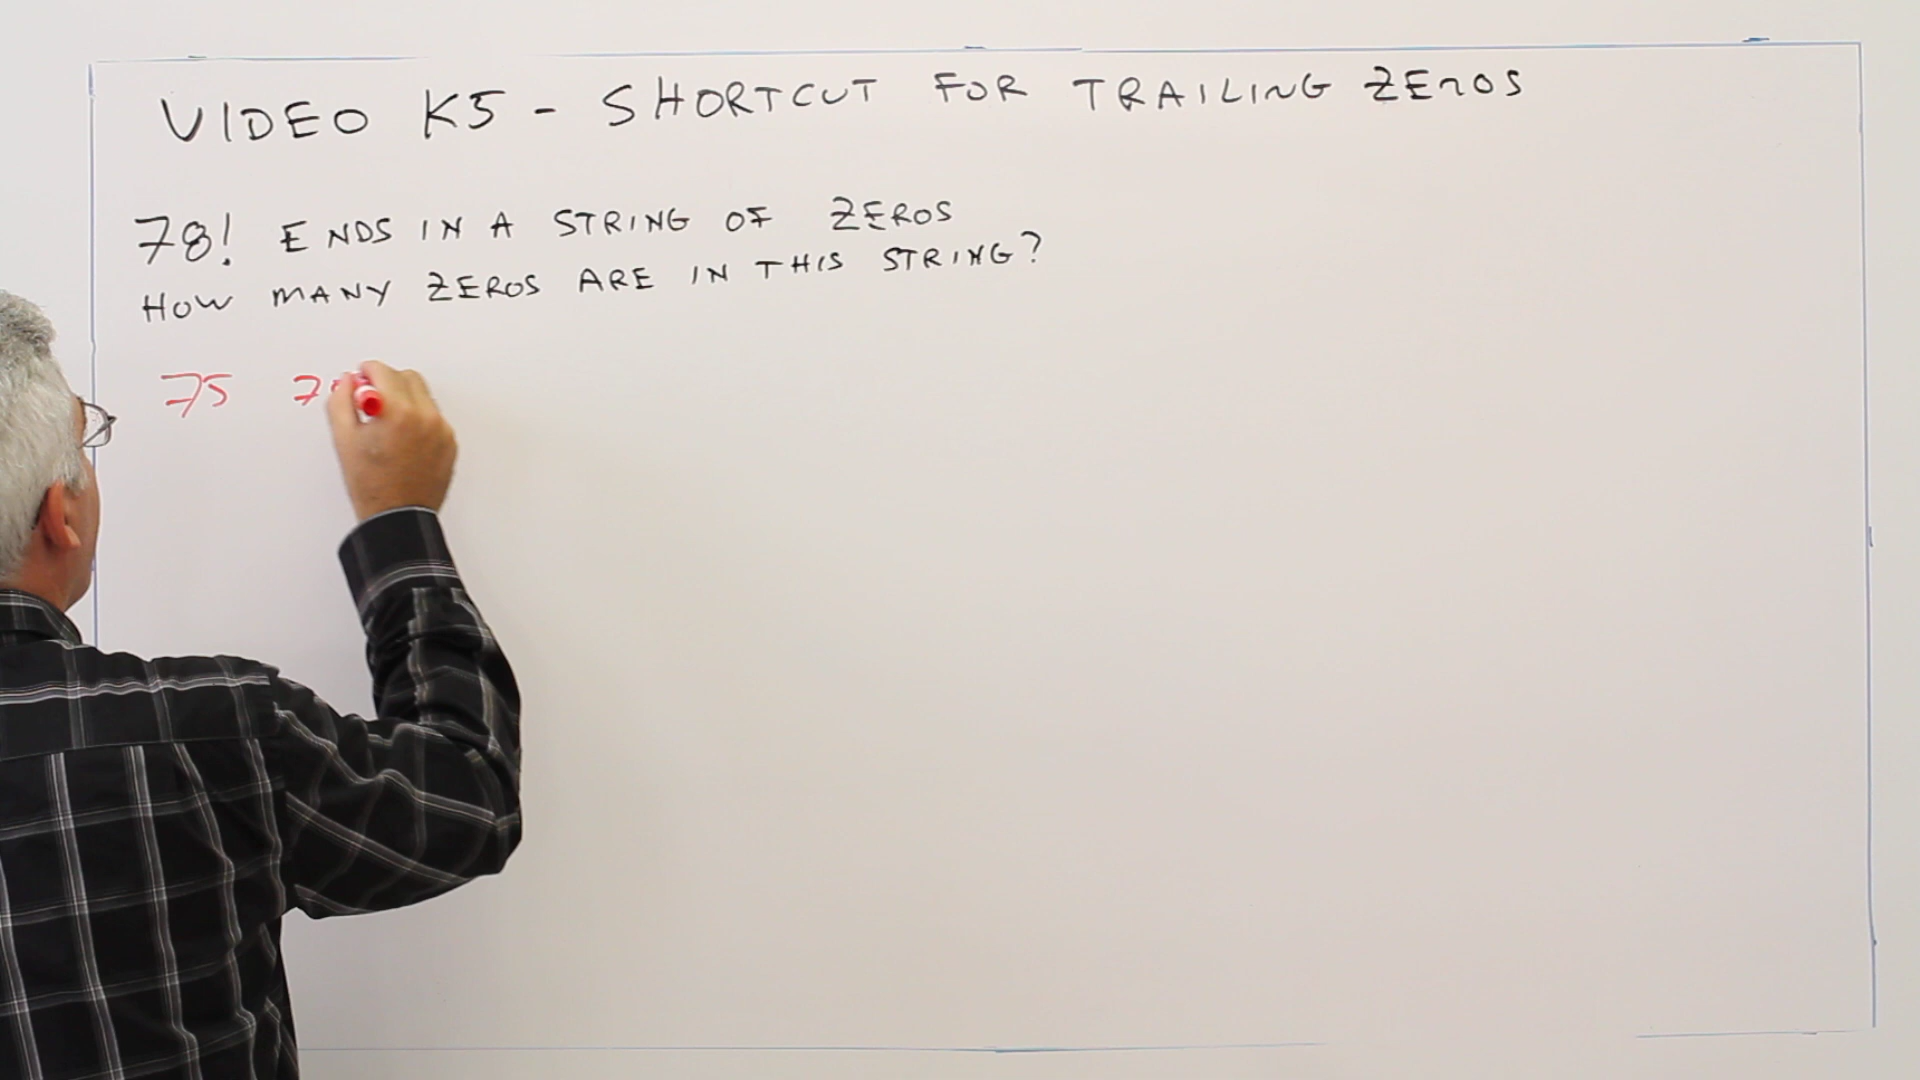 VIDEO K5 - SHORTCUT FOR TRAILING ZEROS
78! ENDS IN A STRING OF ZEROS
HOW MANY ZEROS ARE IN THIS STRING?
75